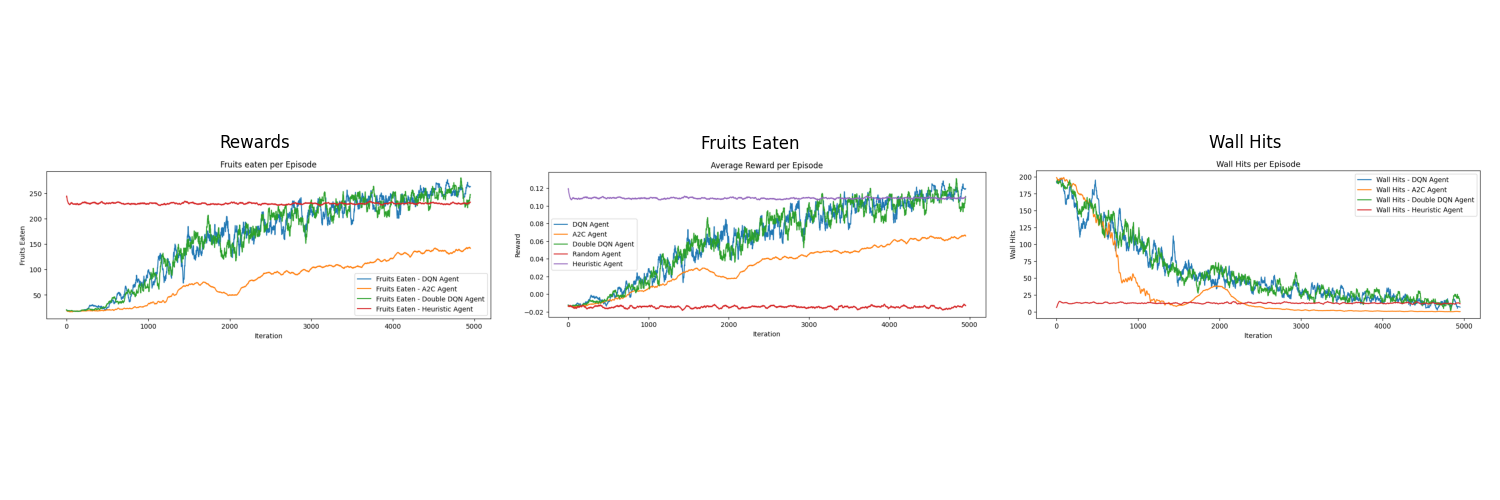 Rewards
Fruits eaten per Episode
Fruits Eaten
250
200
150
100
50
0 1000 2000 3000 4000 5000
Iteration
Fruits Eaten - DQN Agent
Fruits Eaten - A2C Agent
Fruits Eaten - Double DQN Agent
Fruits Eaten - Heuristic Agent
Fruits Eaten
Average Reward per Episode
Reward
0.12
0.10
0.08
0.06
0.04
0.02
0.00
−0.02
0 1000 2000 3000 4000 5000
Iteration
DQN Agent
A2C Agent
Double DQN Agent
Random Agent
Heuristic Agent
Wall Hits
Wall Hits per Episode
Wall Hits
200
175
150
125
100
75
50
25
0
0 1000 2000 3000 4000 5000
Iteration
Wall Hits - DQN Agent
Wall Hits - A2C Agent
Wall Hits - Double DQN Agent
Wall Hits - Heuristic Agent